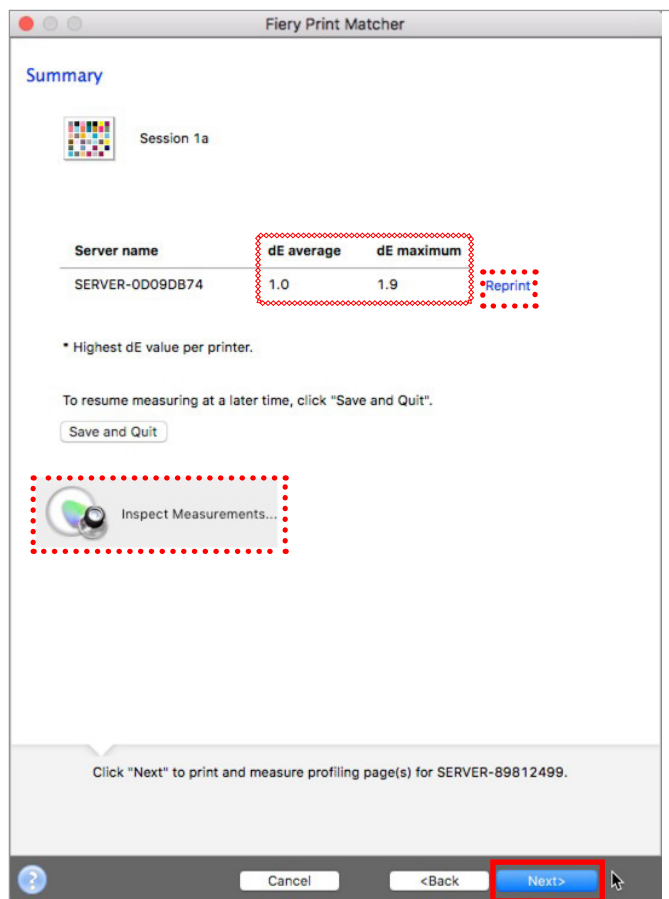 Fiery Print Matcher
Summary
Session 1a
Server name dE average dE maximum
SERVER-0D09DB74 1.0 1.9 Reprint
* Highest dE value per printer.
To resume measuring at a later time, click "Save and Quit".
Save and Quit
Inspect Measurements...
Click "Next" to print and measure profiling page(s) for SERVER-89812499.
? Cancel <Back Next>